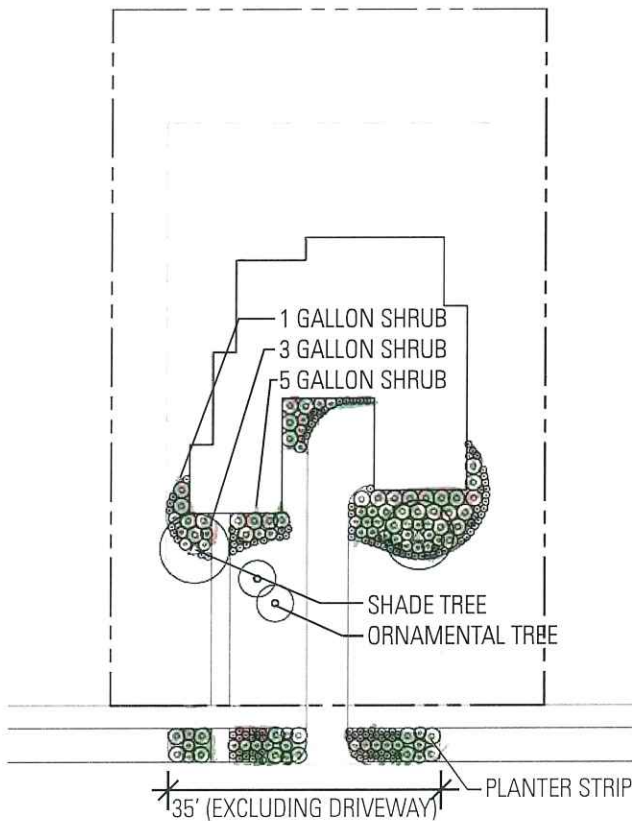 1 GALLON SHRUB
3 GALLON SHRUB
5 GALLON SHRUB
SHADE TREE
ORNAMENTAL TREE
PLANTER STRIP
35' (EXCLUDING DRIVEWAY)